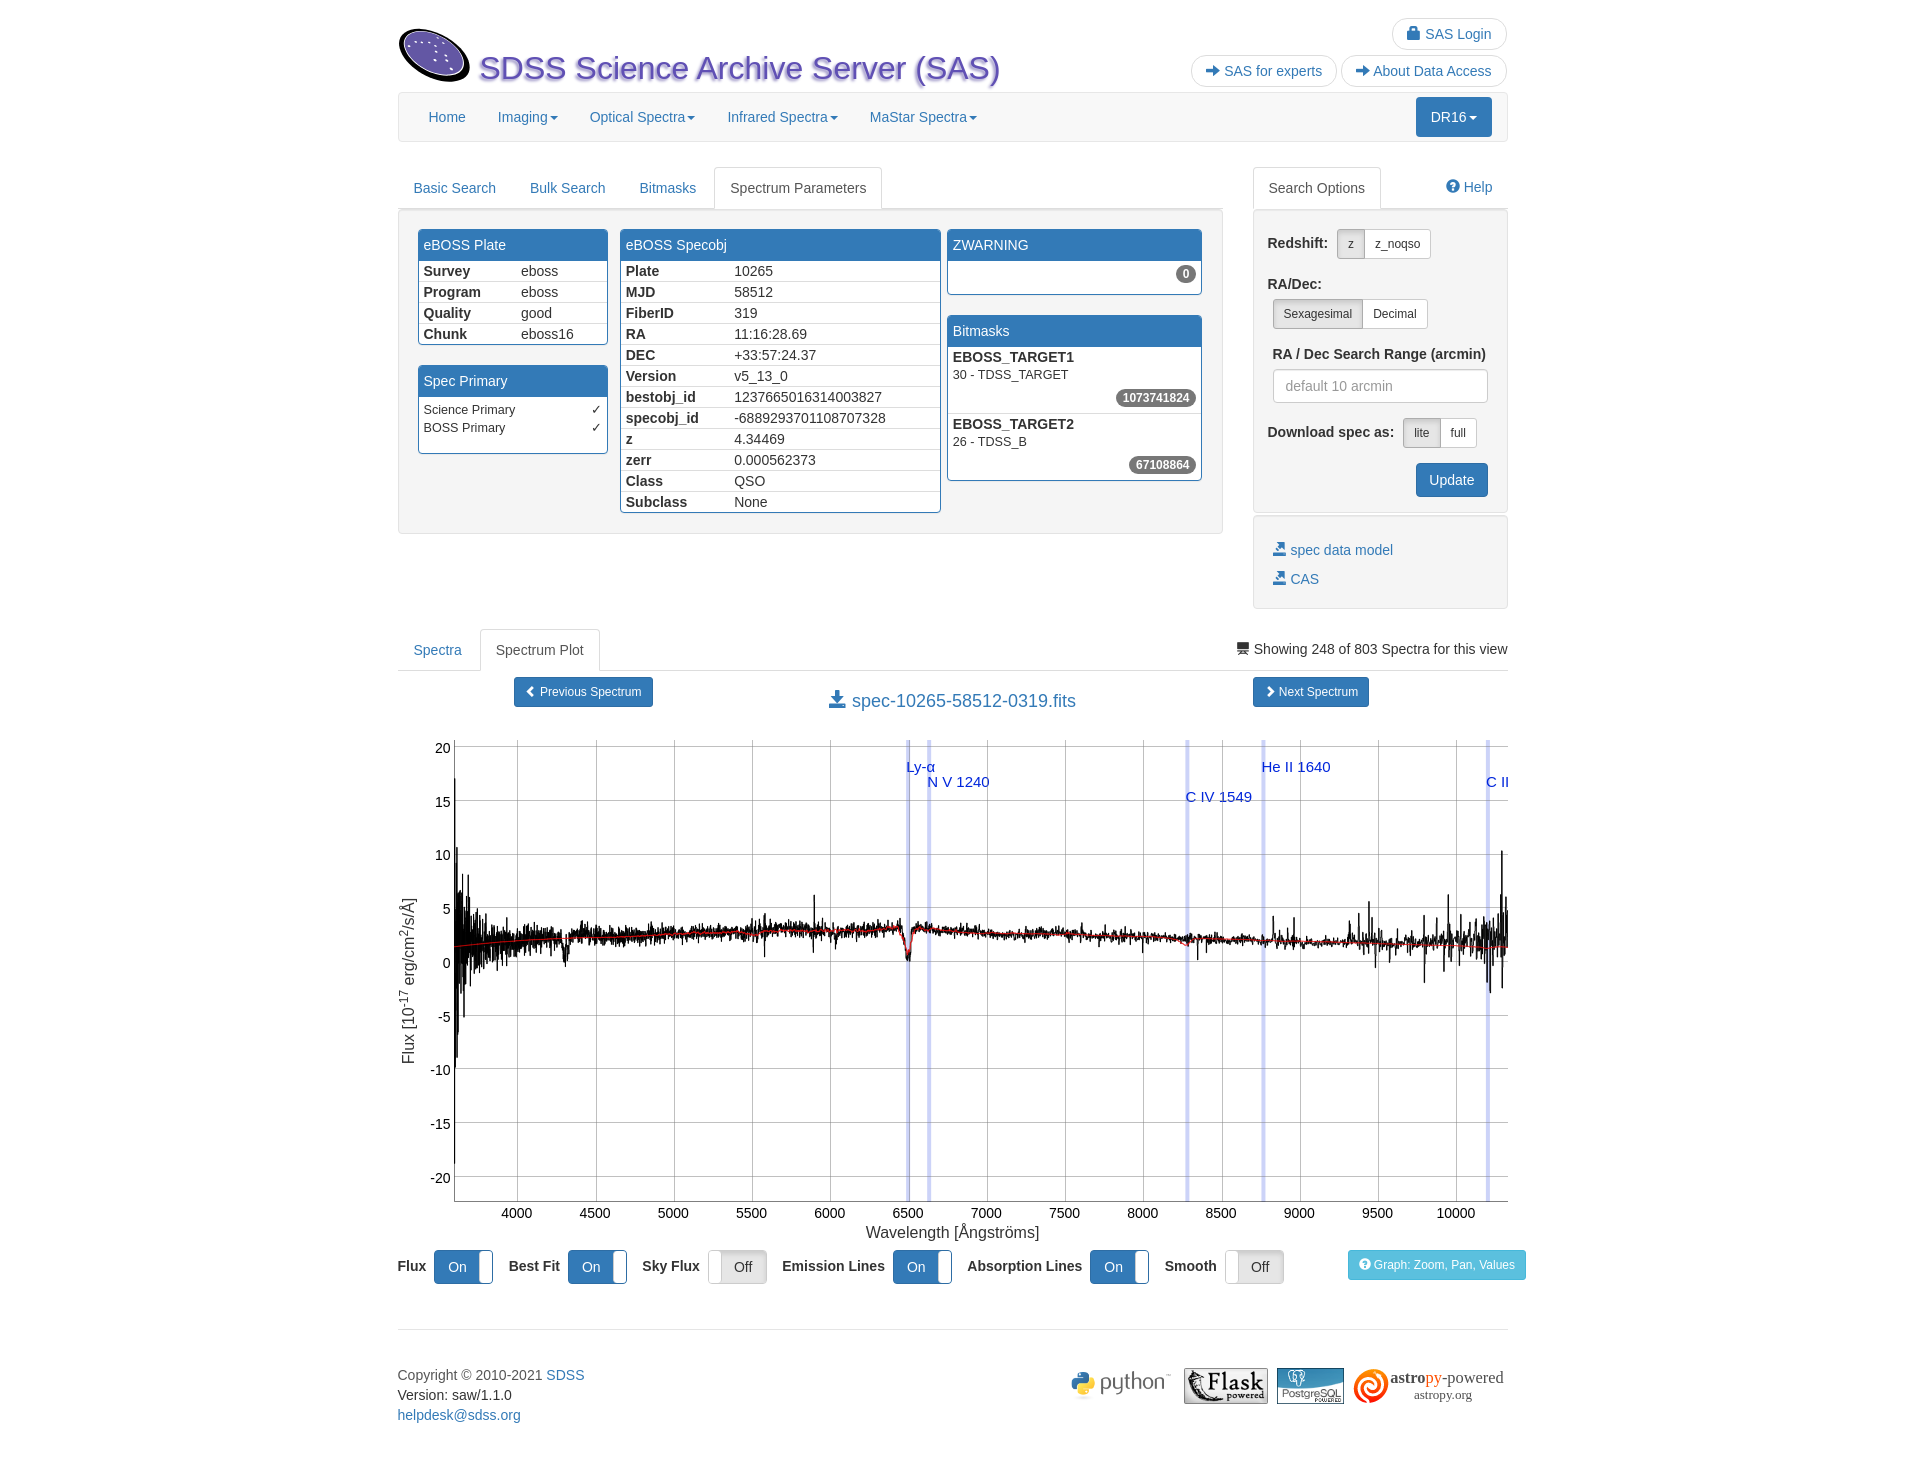 SAS Login
SDSS Science Archive Server (SAS)
SAS for experts
About Data Access
Home
Imaging
Optical Spectra
Infrared Spectra
MaStar Spectra
DR16
Basic Search
Bulk Search
Bitmasks
Spectrum Parameters
eBOSS Plate
Survey eboss
Program eboss
Quality good
Chunk eboss16
Spec Primary
Science Primary ✓
BOSS Primary ✓
eBOSS Specobj
Plate 10265
MJD 58512
FiberID 319
RA 11:16:28.69
DEC +33:57:24.37
Version v5_13_0
bestobj_id 1237665016314003827
specobj_id -6889293701108707328
z 4.34469
zerr 0.000562373
Class QSO
Subclass None
ZWARNING
0
Bitmasks
EBOSS_TARGET1
30 - TDSS_TARGET
1073741824
EBOSS_TARGET2
26 - TDSS_B
67108864
Search Options
Help
Redshift: z z_noqso
RA/Dec:
Sexagesimal Decimal
RA / Dec Search Range (arcmin)
default 10 arcmin
Download spec as: lite full
Update
spec data model
CAS
Spectra
Spectrum Plot
Showing 248 of 803 Spectra for this view
Previous Spectrum
spec-10265-58512-0319.fits
Next Spectrum
Flux [10-17 erg/cm2/s/Å]
20
15
10
5
0
-5
-10
-15
-20
Ly-α
N V 1240
C IV 1549
He II 1640
C II
4000 4500 5000 5500 6000 6500 7000 7500 8000 8500 9000 9500 10000
Wavelength [Ångströms]
Flux On Best Fit On Sky Flux Off Emission Lines On Absorption Lines On Smooth Off
Graph: Zoom, Pan, Values
Copyright © 2010-2021 SDSS
Version: saw/1.1.0
helpdesk@sdss.org
python
Flask
powered
PostgreSQL
POWERED
astropy-powered
astropy.org